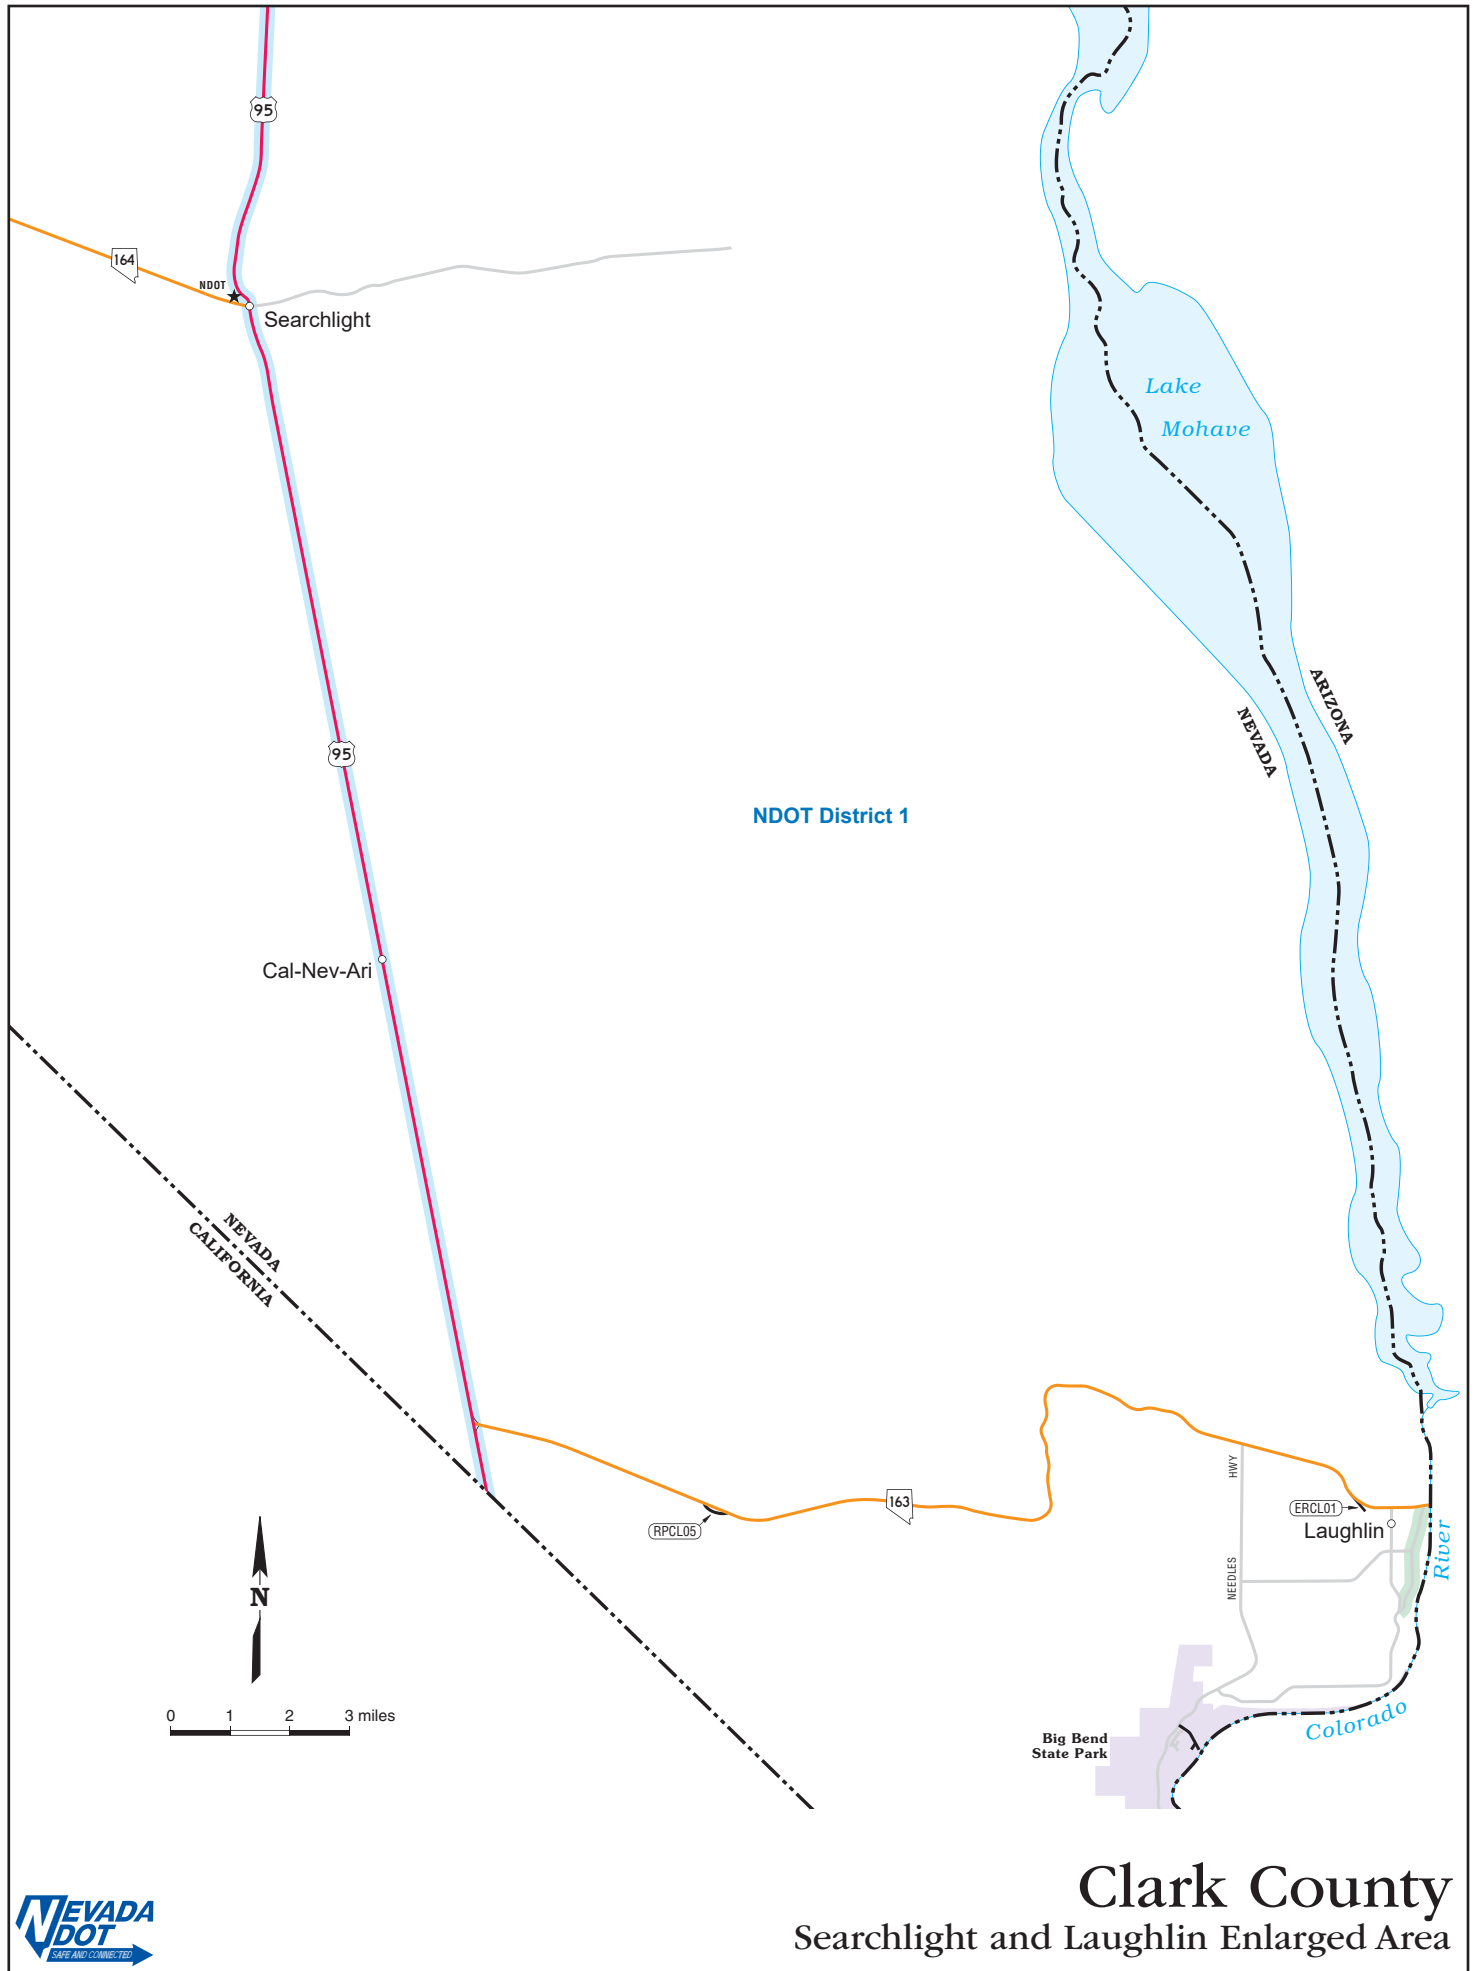 95
164
NDOT
Searchlight
Lake
Mohave
ARIZONA
NEVADA
95
NDOT District 1
Cal-Nev-Ari
NEVADA
CALIFORNIA
HWY
163
ERCL01
RPCL05
Laughlin
River
NEEDLES
N
0 1 2 3 miles
Colorado
Big Bend
State Park
Clark County
Searchlight and Laughlin Enlarged Area
NEVADA
DOT
SAFE AND CONNECTED